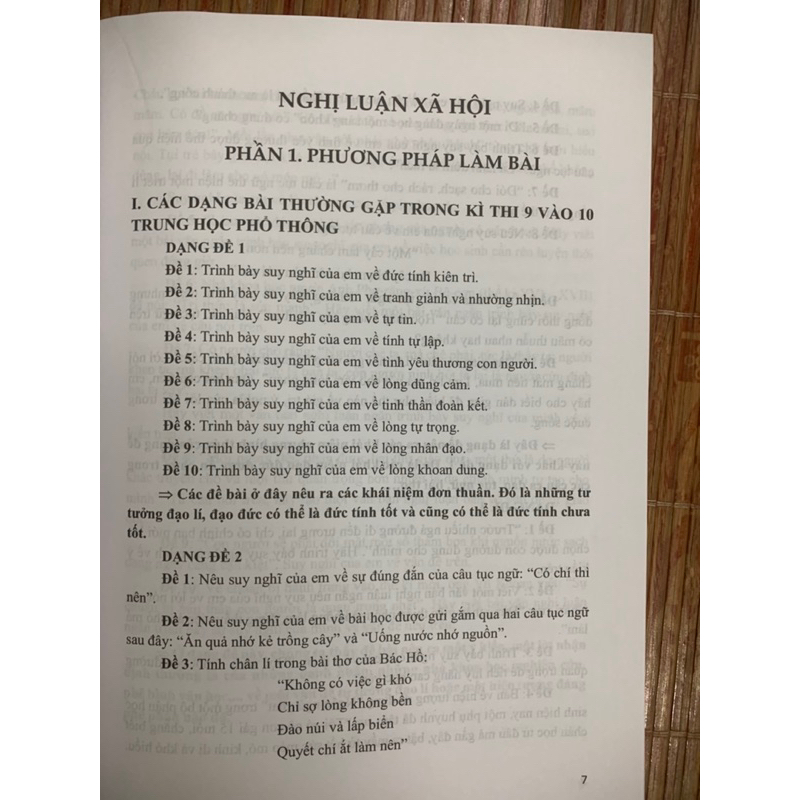 NGHỊ LUẬN XÃ HỘI
PHẦN 1. PHƯƠNG PHÁP LÀM BÀI
I. CÁC DẠNG BÀI THƯỜNG GẶP TRONG KÌ THI 9 VÀO 10
TRUNG HỌC PHỔ THÔNG
DẠNG ĐỀ 1
Đề 1: Trình bày suy nghĩ của em về đức tính kiên trì.
Đề 2: Trình bày suy nghĩ của em về tranh giành và nhường nhịn.
Đề 3: Trình bày suy nghĩ của em về tự tin.
Đề 4: Trình bày suy nghĩ của em về tính tự lập.
Đề 5: Trình bày suy nghĩ của em về tình yêu thương con người.
Đề 6: Trình bày suy nghĩ của em về lòng dũng cảm.
Đề 7: Trình bày suy nghĩ của em về tinh thần đoàn kết.
Đề 8: Trình bày suy nghĩ của em về lòng tự trọng.
Đề 9: Trình bày suy nghĩ của em về lòng nhân đạo.
Đề 10: Trình bày suy nghĩ của em về lòng khoan dung.
⇒ Các đề bài ở đây nêu ra các khái niệm đơn thuần. Đó là những tư
tưởng đạo lí, đạo đức có thể là đức tính tốt và cũng có thể là đức tính chưa
tốt.
DẠNG ĐỀ 2
Đề 1: Nêu suy nghĩ của em về sự đúng đắn của câu tục ngữ: “Có chí thì
nên”.
Đề 2: Nêu suy nghĩ của em về bài học được gửi gắm qua hai câu tục ngữ
sau đây: “Ăn quả nhớ kẻ trồng cây” và “Uống nước nhớ nguồn”.
Đề 3: Tính chân lí trong bài thơ của Bác Hồ:
“Không có việc gì khó
Chỉ sợ lòng không bền
Đào núi và lấp biển
Quyết chí ắt làm nên”
7